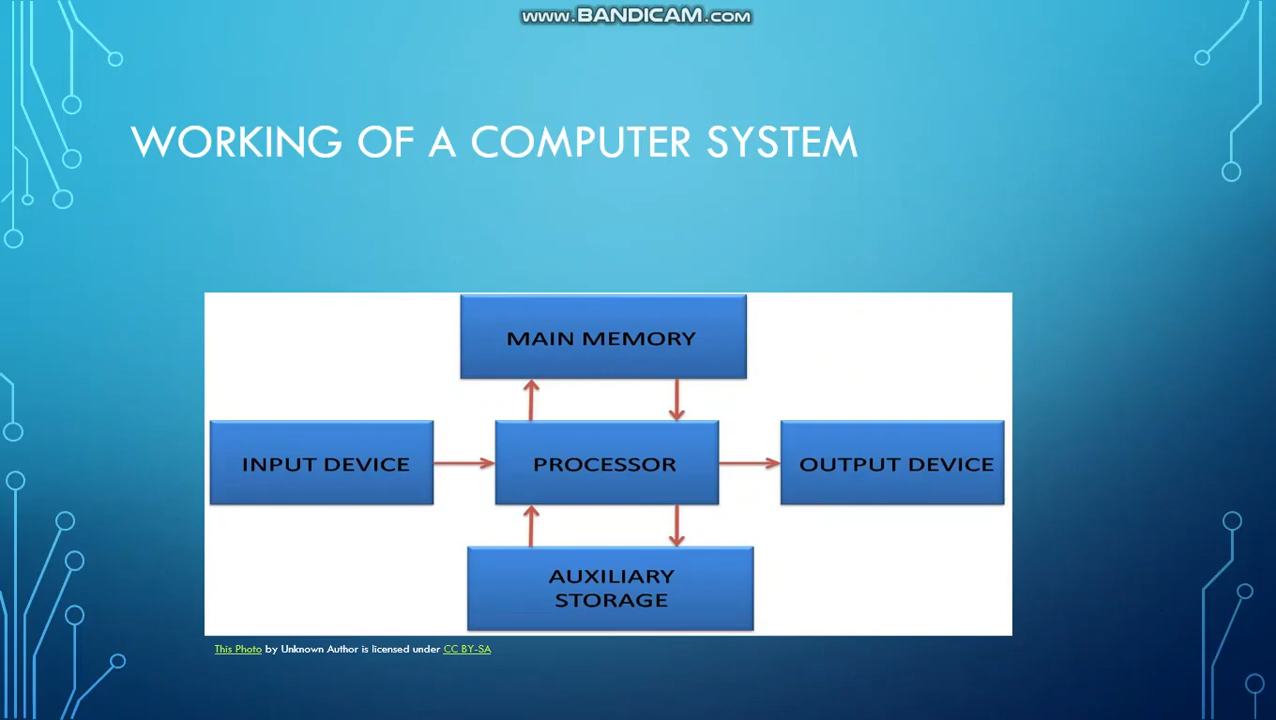 www.BANDICAM.com
WORKING OF A COMPUTER SYSTEM
MAIN MEMORY
INPUT DEVICE
PROCESSOR
OUTPUT DEVICE
AUXILIARY
STORAGE
This Photo by Unknown Author is licensed under CC BY-SA